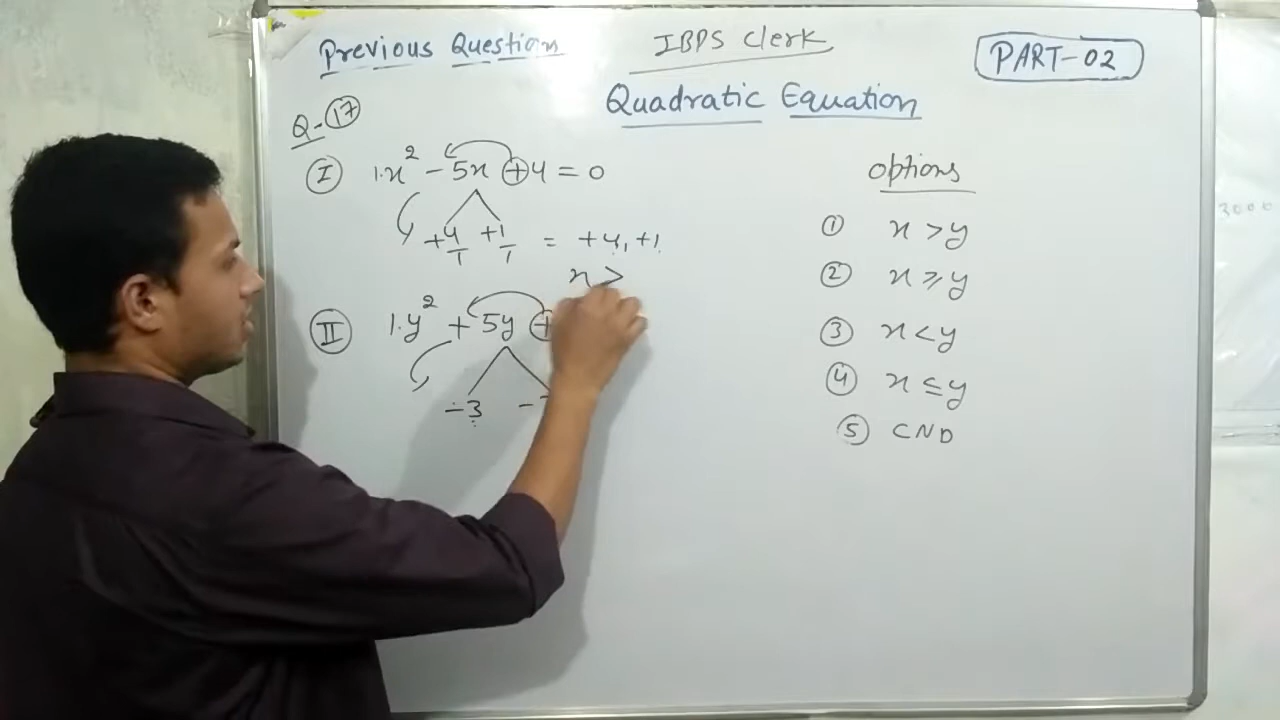 Previous Question IBPS Clerk
PART-02
Quadratic Equation
Q-17
I 1.x² - 5x + 4 = 0
+4/1 +1/1 = +4, +1
x >
II 1.y² + 5y +
-3 -
options
1 x > y
2 x ≥ y
3 x < y
4 x ≤ y
5 CND
3000